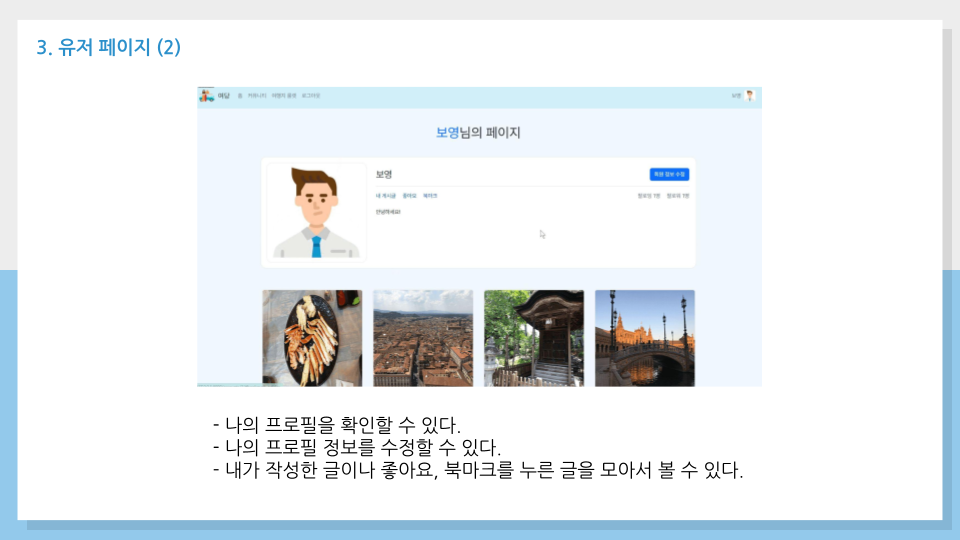 3. 유저 페이지 (2)
여담 홈 커뮤니티 여행지 검색 로그아웃
보영
보영님의 페이지
보영
회원 정보 수정
내 게시글 좋아요 북마크
팔로잉 1명 팔로워 1명
안녕하세요!
- 나의 프로필을 확인할 수 있다.
- 나의 프로필 정보를 수정할 수 있다.
- 내가 작성한 글이나 좋아요, 북마크를 누른 글을 모아서 볼 수 있다.